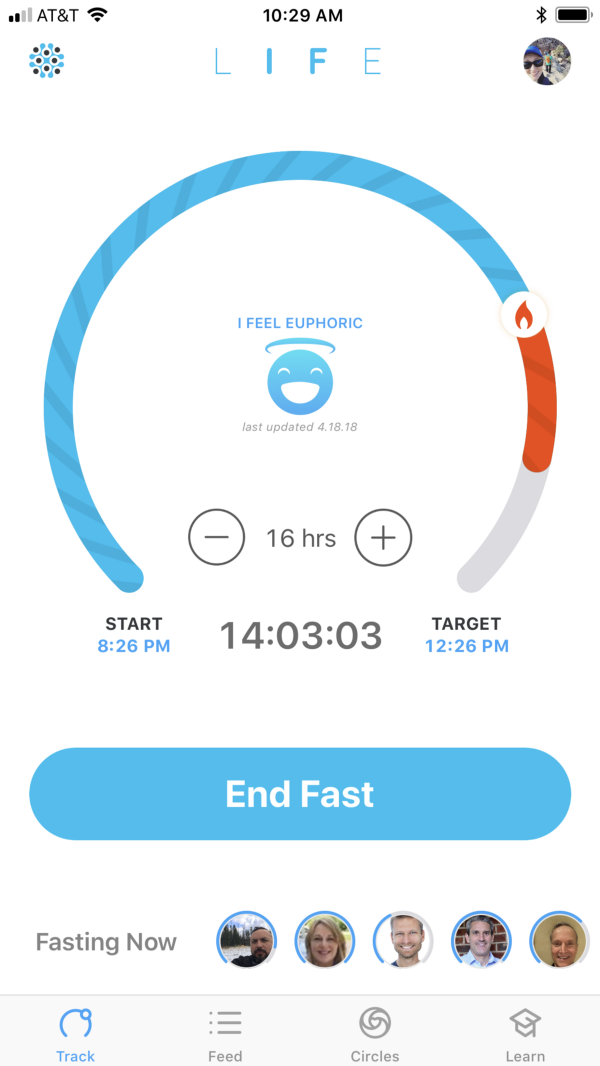 AT&T 10:29 AM
L I F E
I FEEL EUPHORIC
last updated 4.18.18
16 hrs
START
8:26 PM
14:03:03
TARGET
12:26 PM
End Fast
Fasting Now
Track Feed Circles Learn